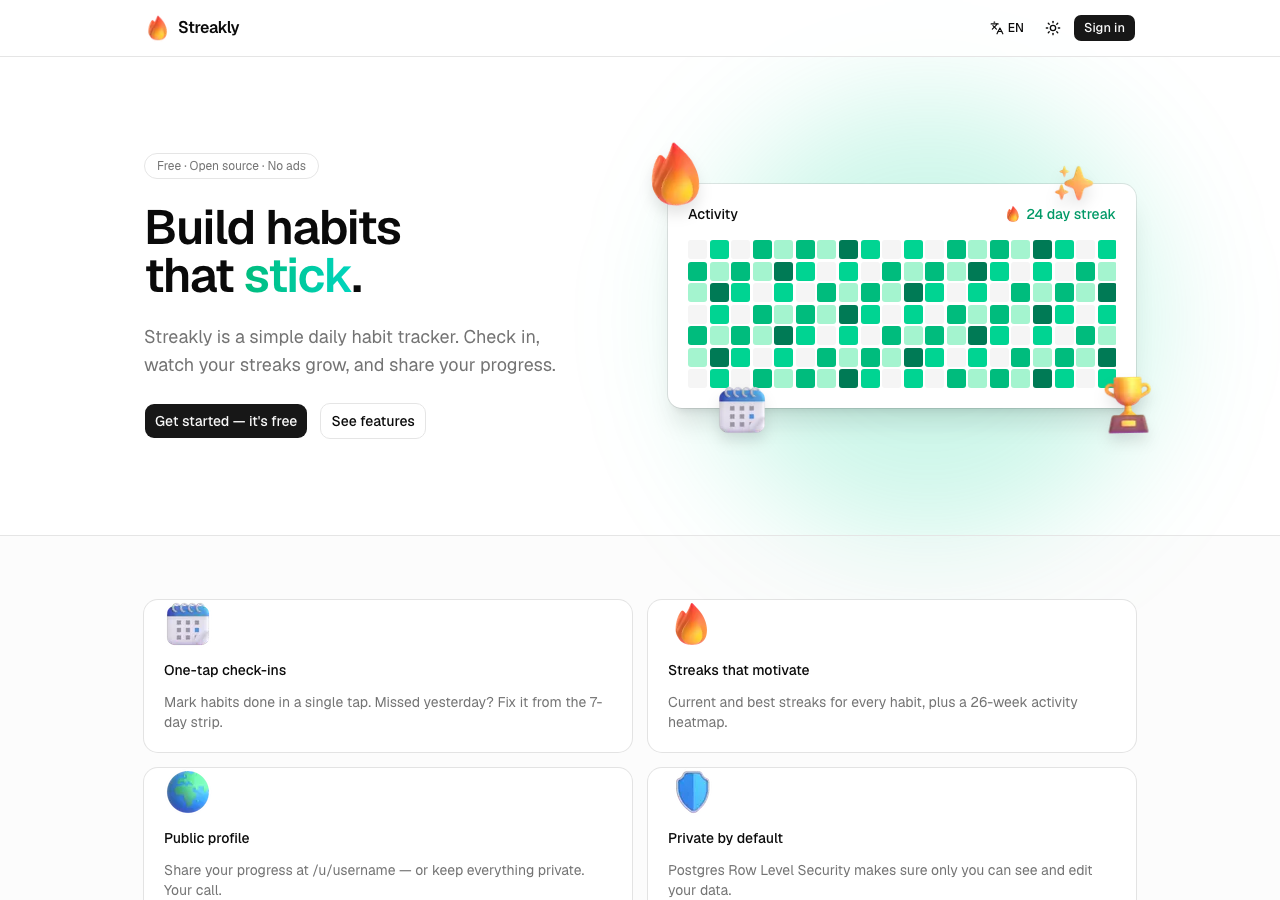 Streakly
EN
Sign in
Free · Open source · No ads
Build habits
that stick.
Streakly is a simple daily habit tracker. Check in,
watch your streaks grow, and share your progress.
Get started — it's free
See features
Activity
24 day streak
One-tap check-ins
Mark habits done in a single tap. Missed yesterday? Fix it from the 7-
day strip.
Streaks that motivate
Current and best streaks for every habit, plus a 26-week activity
heatmap.
Public profile
Share your progress at /u/username — or keep everything private.
Your call.
Private by default
Postgres Row Level Security makes sure only you can see and edit
your data.